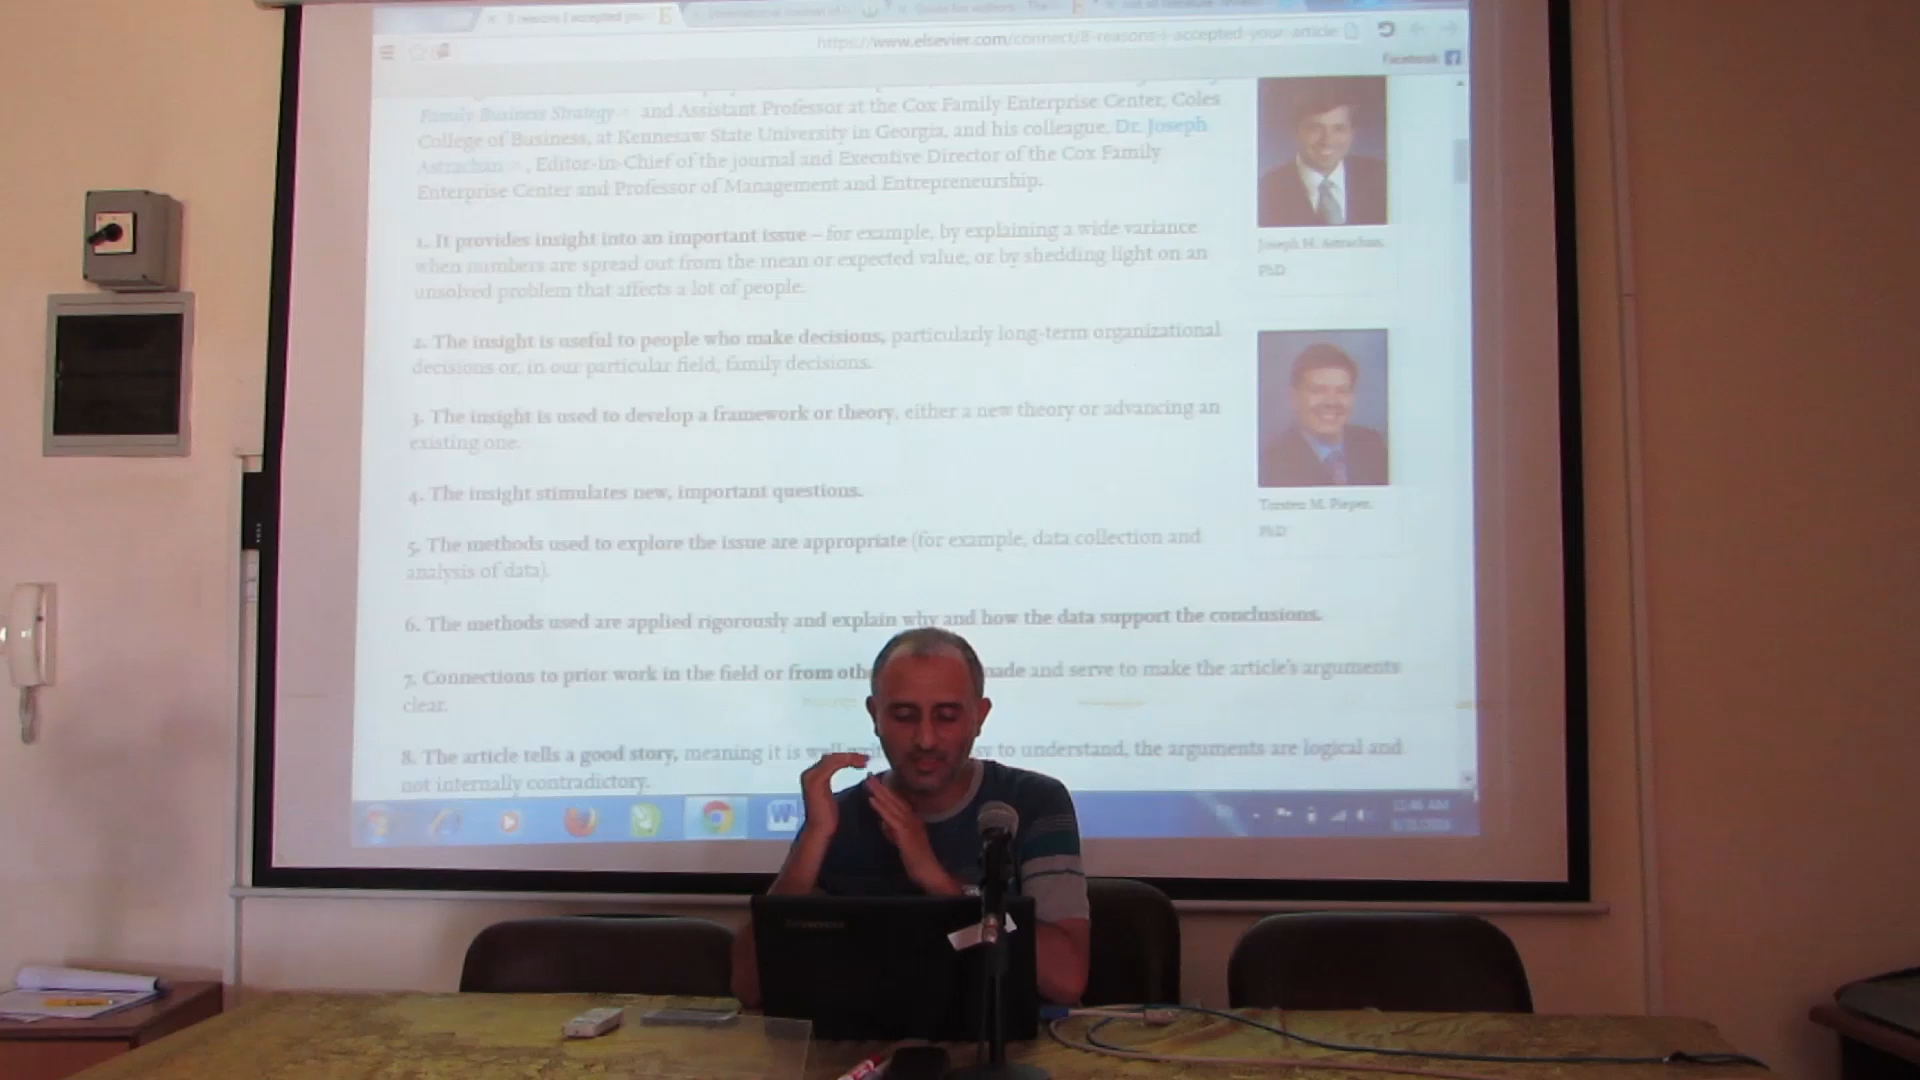 8 reasons I accepted your
https://www.elsevier.com/connect/8-reasons-i-accepted-your-article
Facebook
Family Business Strategy and Assistant Professor at the Cox Family Enterprise Center, Coles
College of Business, at Kennesaw State University in Georgia, and his colleague, Dr. Joseph
Astrachan, Editor-in-Chief of the journal and Executive Director of the Cox Family
Enterprise Center and Professor of Management and Entrepreneurship.
Joseph H. Astrachan,
PhD
1. It provides insight into an important issue – for example, by explaining a wide variance
when numbers are spread out from the mean or expected value, or by shedding light on an
unsolved problem that affects a lot of people.
2. The insight is useful to people who make decisions, particularly long-term organizational
decisions or, in our particular field, family decisions.
3. The insight is used to develop a framework or theory, either a new theory or advancing an
existing one.
4. The insight stimulates new, important questions.
Torsten M. Pieper,
PhD
5. The methods used to explore the issue are appropriate (for example, data collection and
analysis of data).
6. The methods used are applied rigorously and explain why and how the data support the conclusions.
7. Connections to prior work in the field or from made and serve to make the article's arguments
clear.
8. The article tells a good story, meaning it is well to understand, the arguments are logical and
not internally contradictory.
W